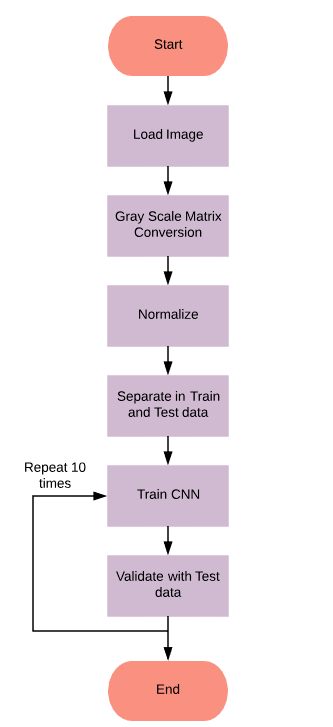 Start
Load Image
Gray Scale Matrix
Conversion
Normalize
Separate in Train
and Test data
Repeat 10
times
Train CNN
Validate with Test
data
End